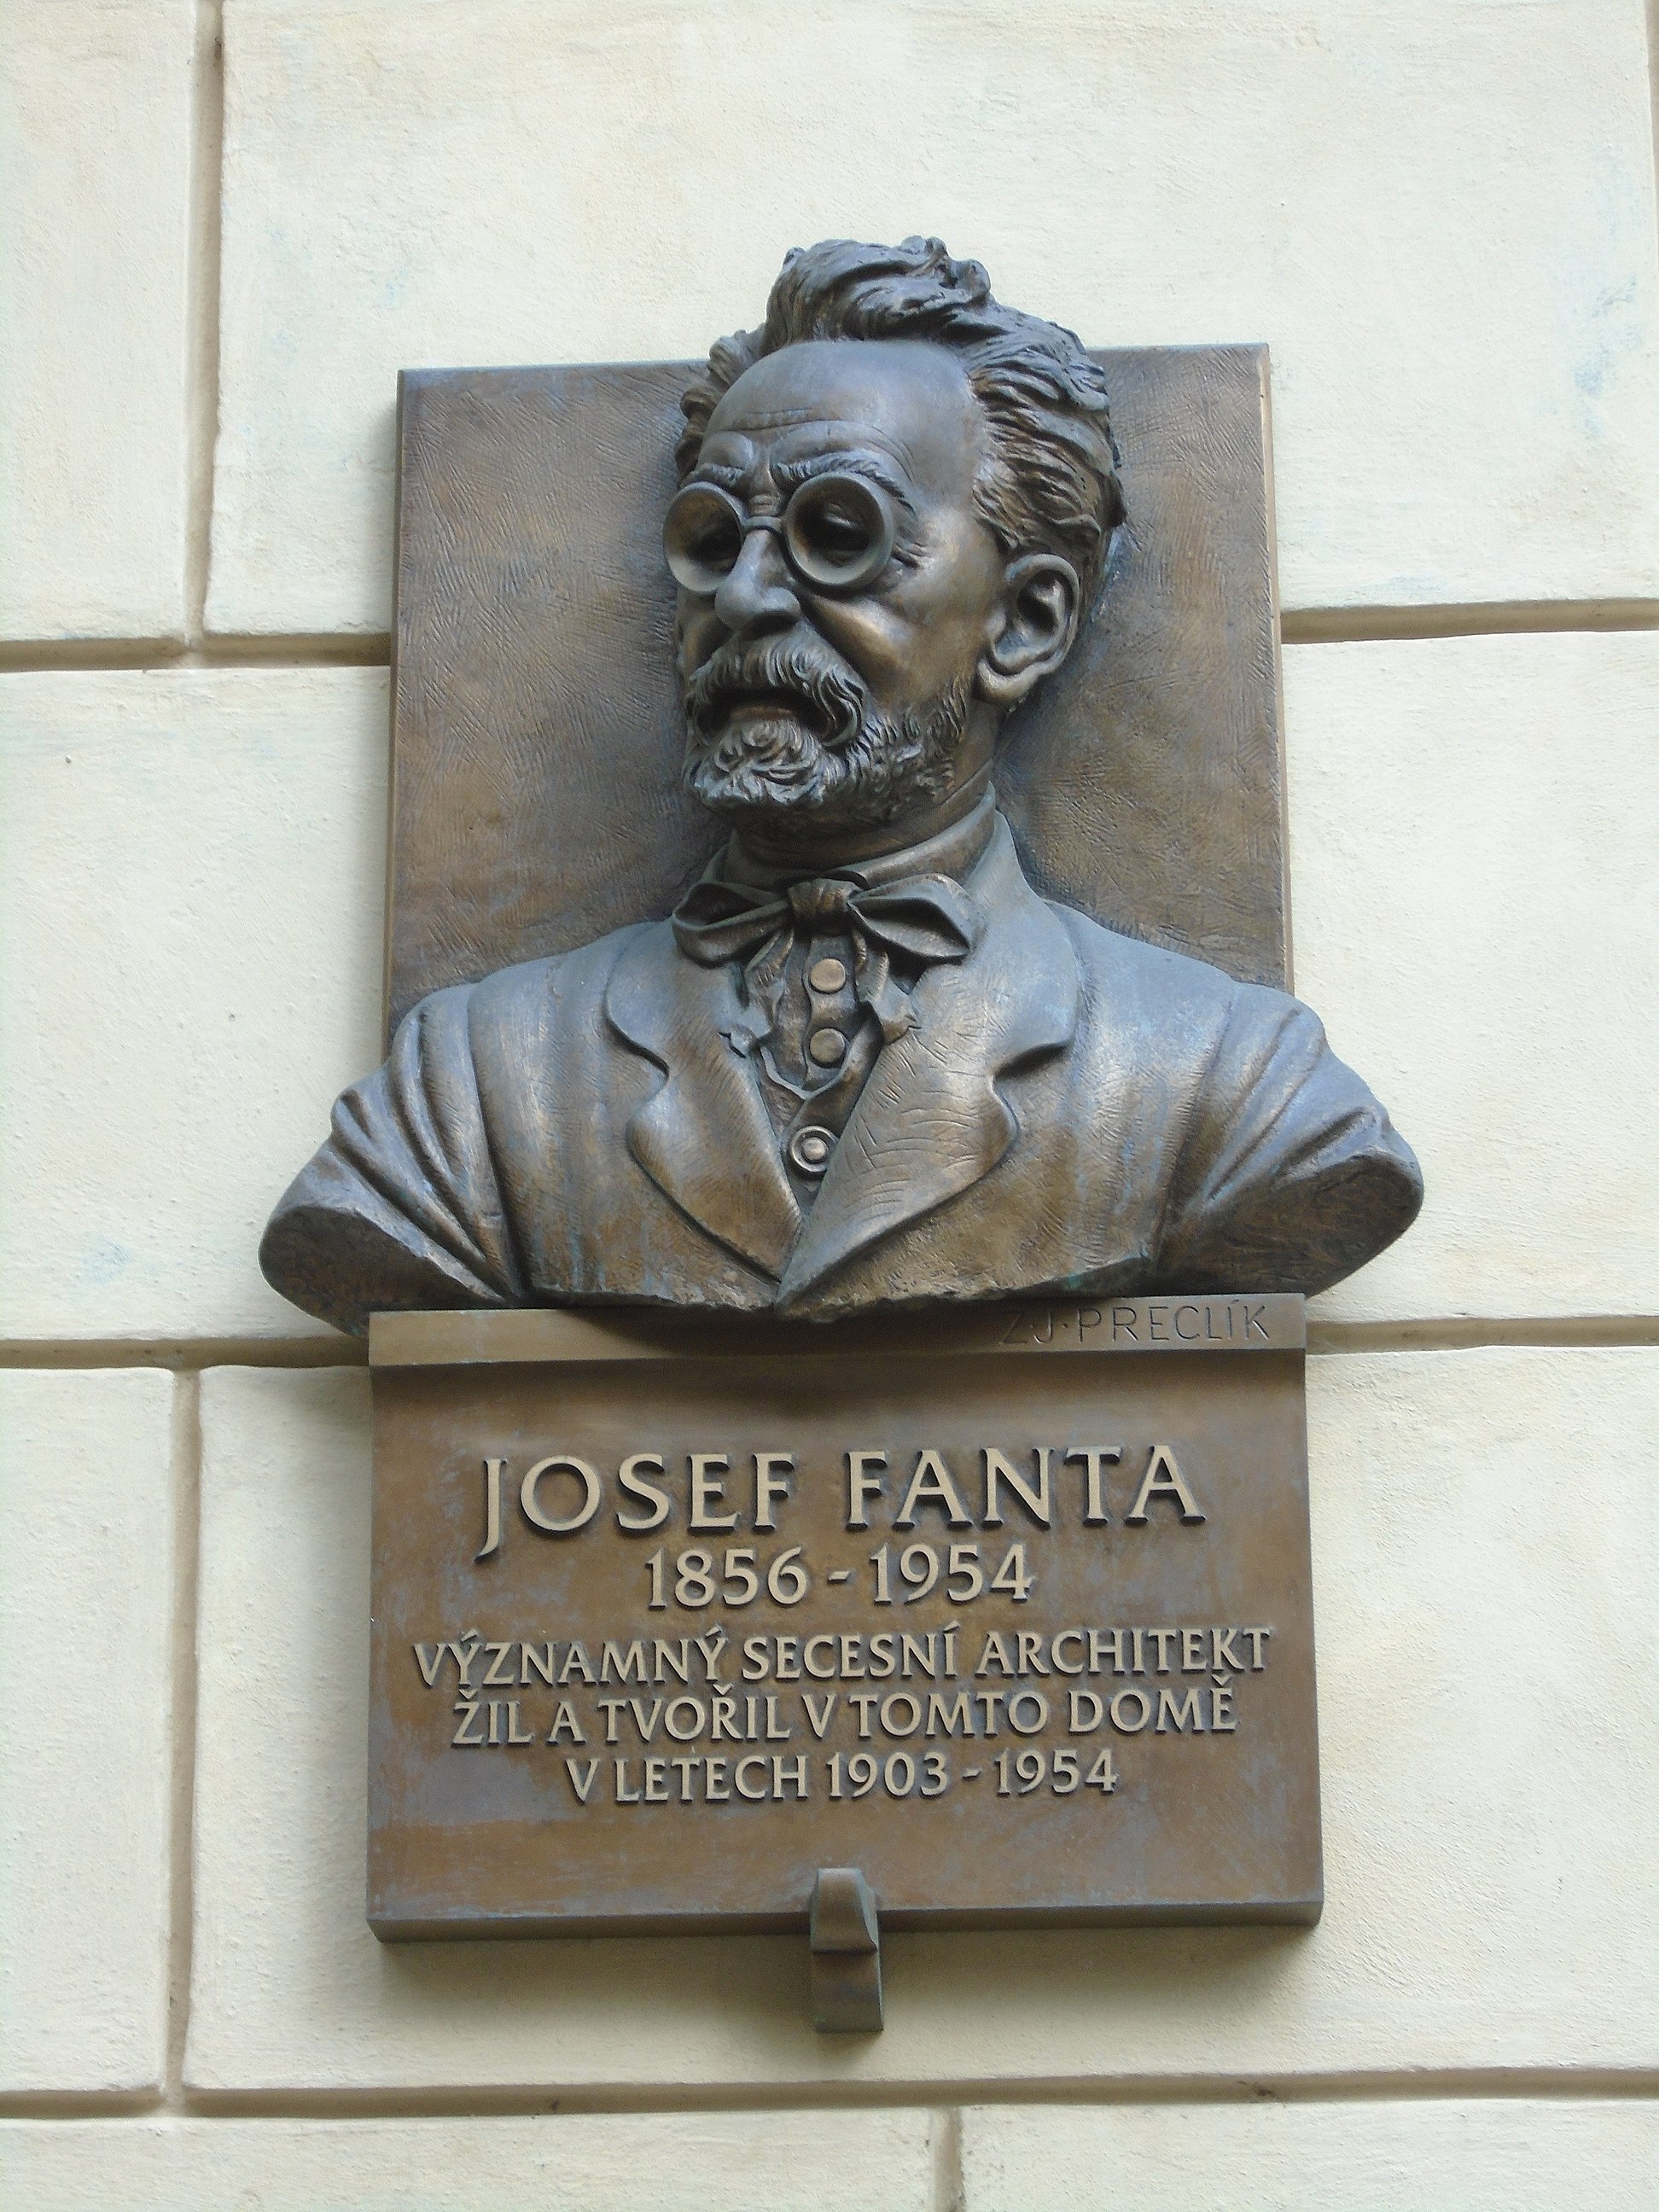 Z.J.PRECLÍK
JOSEF FANTA
1856-1954
VÝZNAMNÝ SECESNÍ ARCHITEKT
ŽIL A TVOŘIL V TOMTO DOMĚ
V LETECH 1903-1954